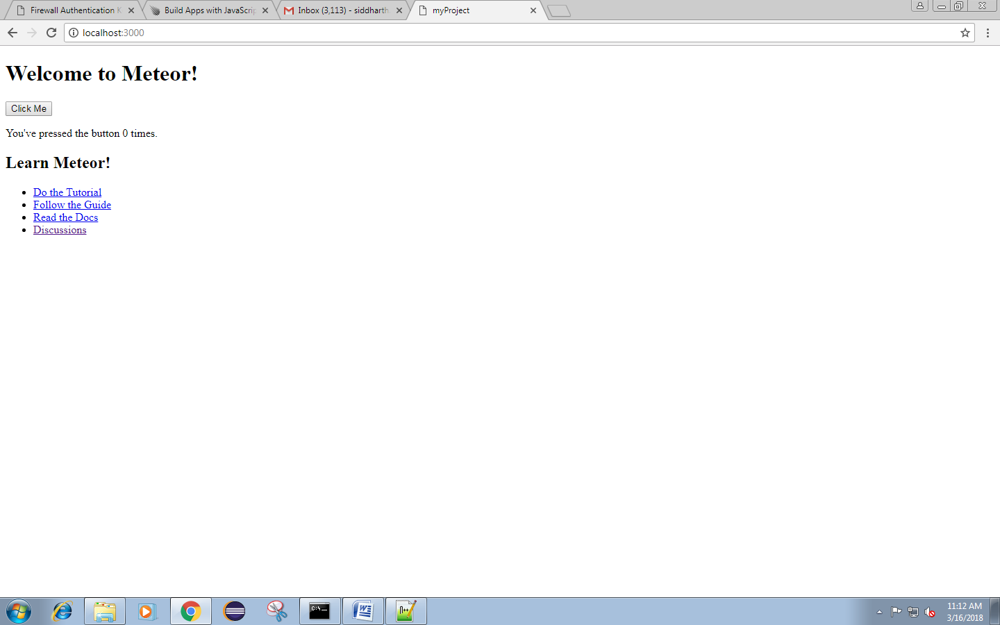 Firewall Authentication K
Build Apps with JavaScrip
Inbox (3,113) - siddharth
myProject
localhost:3000
Welcome to Meteor!
Click Me
You've pressed the button 0 times.
Learn Meteor!
Do the Tutorial
Follow the Guide
Read the Docs
Discussions
C:\
W
11:12 AM
3/16/2018